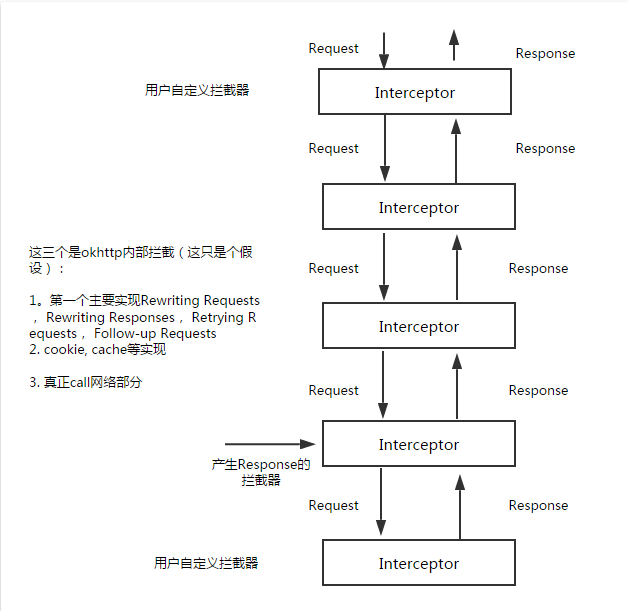 Request
Response
用户自定义拦截器
Interceptor
Request
Response
Interceptor
这三个是okhttp内部拦截（这只是个假
设）：
Request
Response
1。第一个主要实现Rewriting Requests
，Rewriting Responses，Retrying R
equests，Follow-up Requests
Interceptor
2. cookie, cache等实现
3. 真正call网络部分
Request
Response
Interceptor
产生Response的
拦截器
Request
Response
用户自定义拦截器
Interceptor